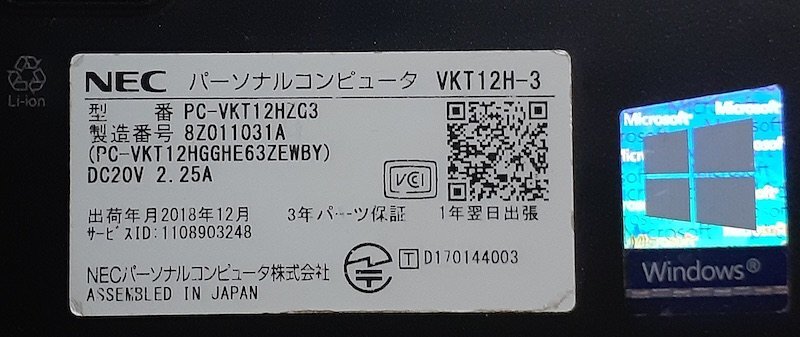 Li-ion
NEC パーソナルコンピュータ VKT12H-3
型 番 PC-VKT12HZG3
製造番号 8Z011031A
(PC-VKT12HGGHE63ZEWBY)
DC20V 2.25A
VCI
出荷年月2018年12月 3年パーツ保証 1年翌日出張
サービスID:1108903248
NECパーソナルコンピュータ株式会社 T D170144003
ASSEMBLED IN JAPAN
Microsoft Microsoft
Windows®